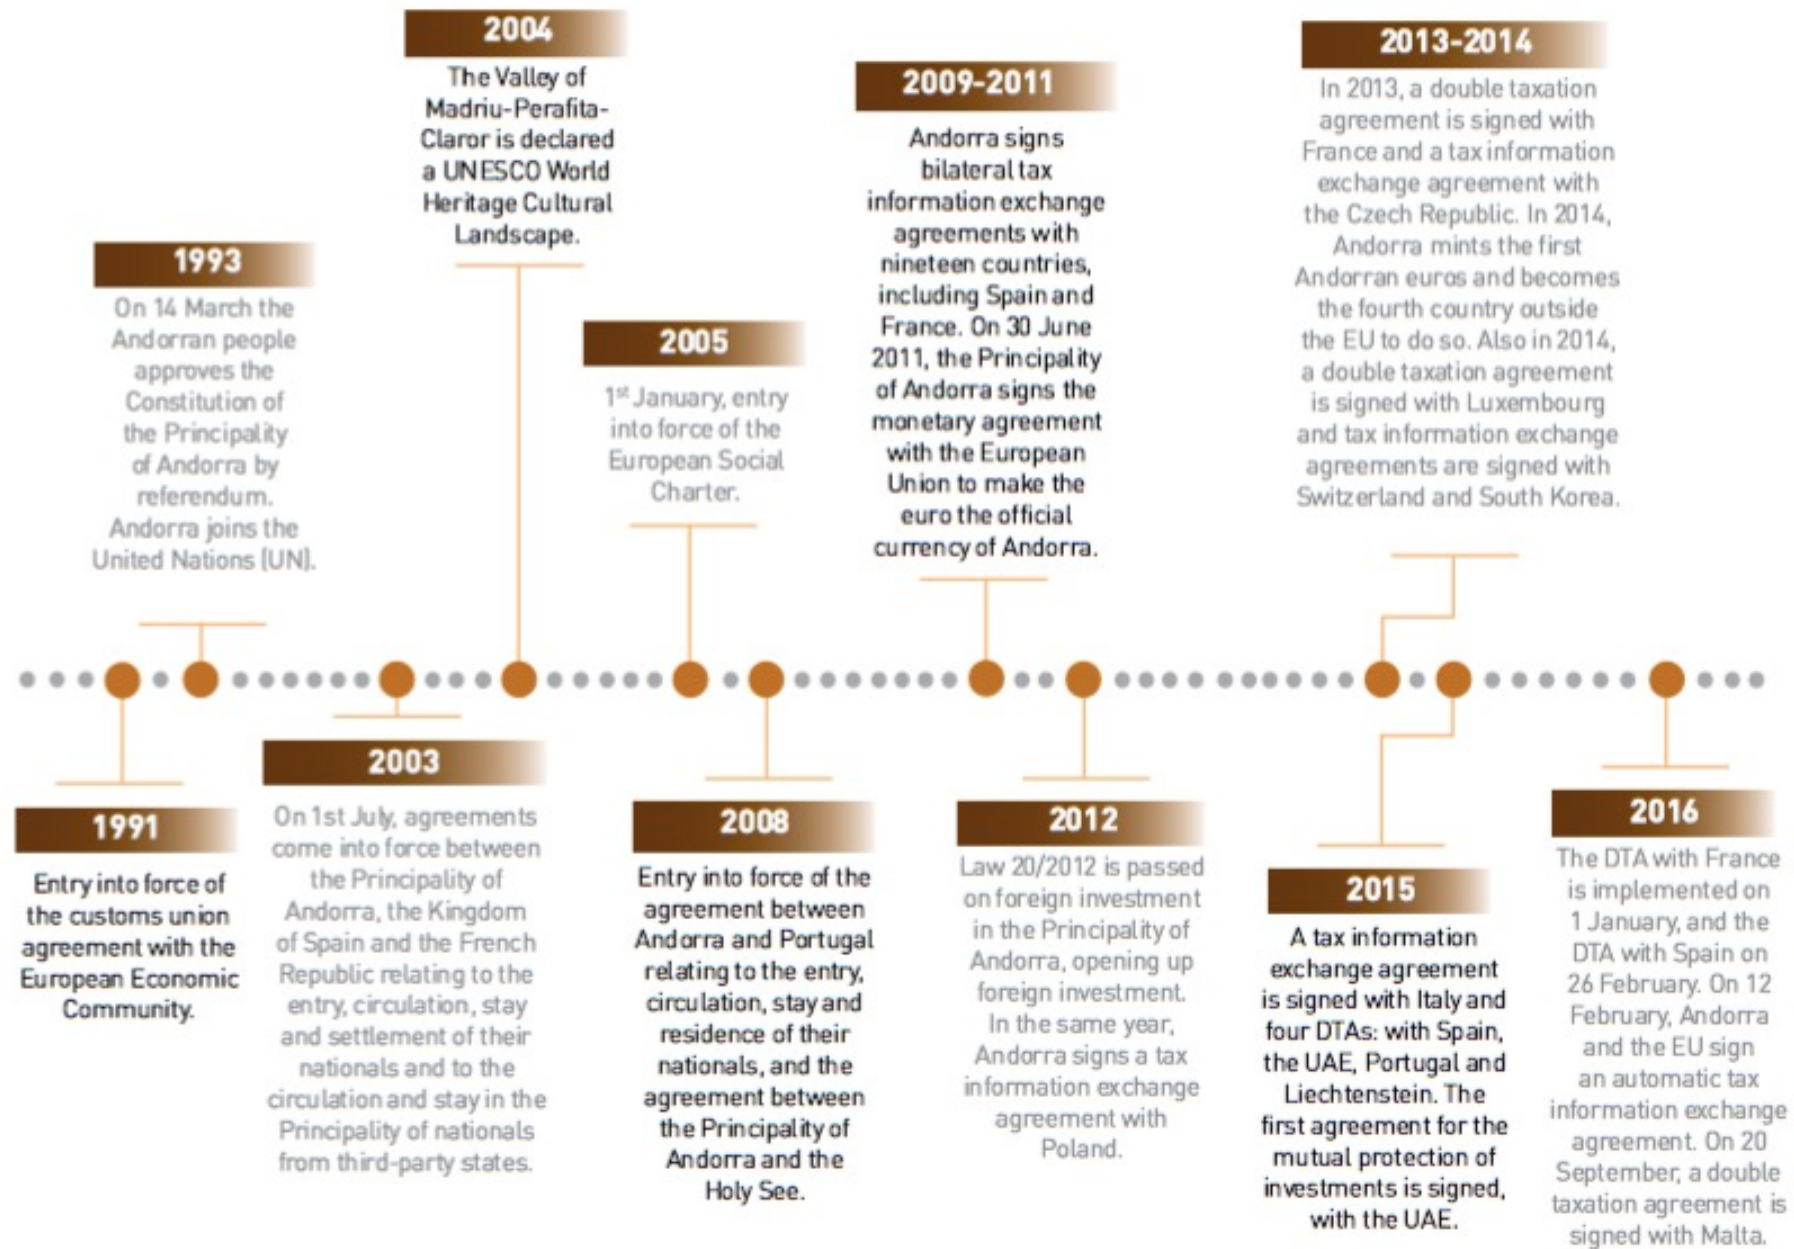 1991
Entry into force of
the customs union
agreement with the
European Economic
Community.
1993
On 14 March the
Andorran people
approves the
Constitution of
the Principality
of Andorra by
referendum.
Andorra joins the
United Nations (UN).
2003
On 1st July, agreements
come into force between
the Principality of
Andorra, the Kingdom
of Spain and the French
Republic relating to the
entry, circulation, stay
and settlement of their
nationals and to the
circulation and stay in the
Principality of nationals
from third-party states.
2004
The Valley of
Madriu-Perafita-
Claror is declared
a UNESCO World
Heritage Cultural
Landscape.
2005
1st January, entry
into force of the
European Social
Charter.
2008
Entry into force of the
agreement between
Andorra and Portugal
relating to the entry,
circulation, stay and
residence of their
nationals, and the
agreement between
the Principality of
Andorra and the
Holy See.
2009-2011
Andorra signs
bilateral tax
information exchange
agreements with
nineteen countries,
including Spain and
France. On 30 June
2011, the Principality
of Andorra signs the
monetary agreement
with the European
Union to make the
euro the official
currency of Andorra.
2012
Law 20/2012 is passed
on foreign investment
in the Principality of
Andorra, opening up
foreign investment.
In the same year,
Andorra signs a tax
information exchange
agreement with
Poland.
2013-2014
In 2013, a double taxation
agreement is signed with
France and a tax information
exchange agreement with
the Czech Republic. In 2014,
Andorra mints the first
Andorran euros and becomes
the fourth country outside
the EU to do so. Also in 2014,
a double taxation agreement
is signed with Luxembourg
and tax information exchange
agreements are signed with
Switzerland and South Korea.
2015
A tax information
exchange agreement
is signed with Italy and
four DTAs: with Spain,
the UAE, Portugal and
Liechtenstein. The
first agreement for the
mutual protection of
investments is signed,
with the UAE.
2016
The DTA with France
is implemented on
1 January, and the
DTA with Spain on
26 February. On 12
February, Andorra
and the EU sign
an automatic tax
information exchange
agreement. On 20
September, a double
taxation agreement is
signed with Malta.